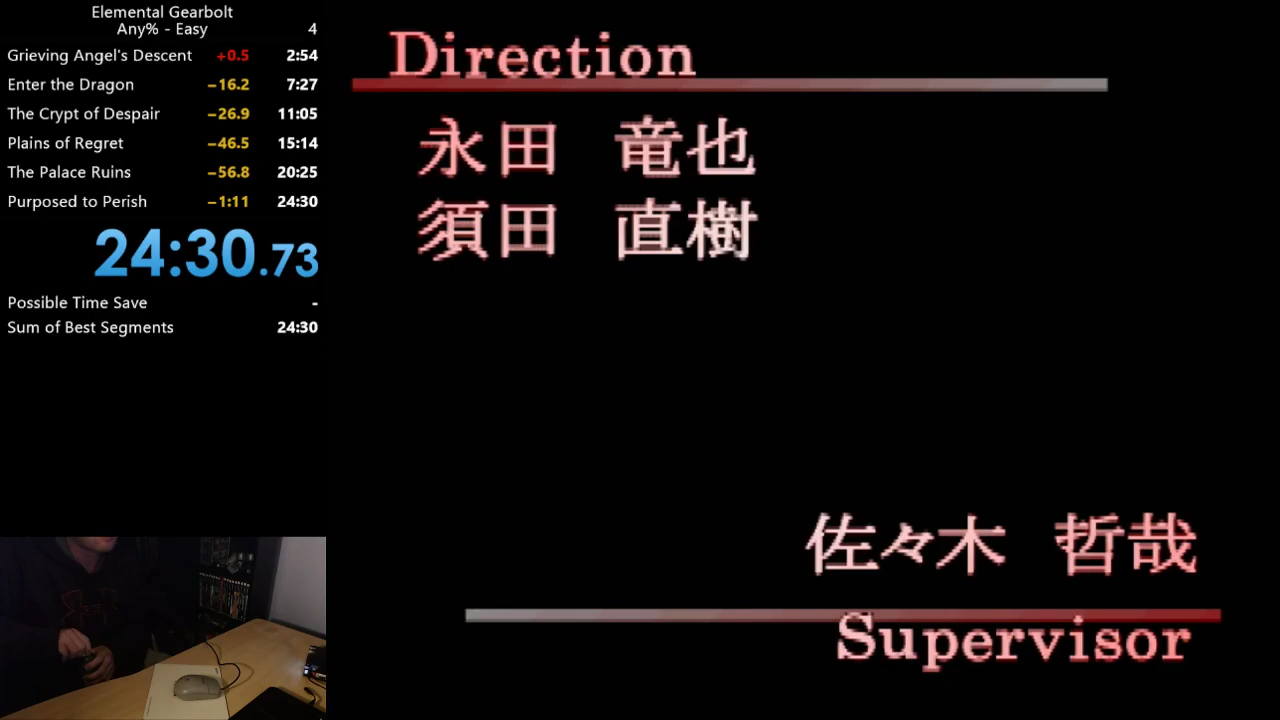 Elemental Gearbolt
Any% - Easy 4
Grieving Angel's Descent +0.5 2:54
Enter the Dragon −16.2 7:27
The Crypt of Despair −26.9 11:05
Plains of Regret −46.5 15:14
The Palace Ruins −56.8 20:25
Purposed to Perish −1:11 24:30
24:30.73
Possible Time Save -
Sum of Best Segments 24:30
Direction
永田 竜也
須田 直樹
佐々木 哲哉
Supervisor